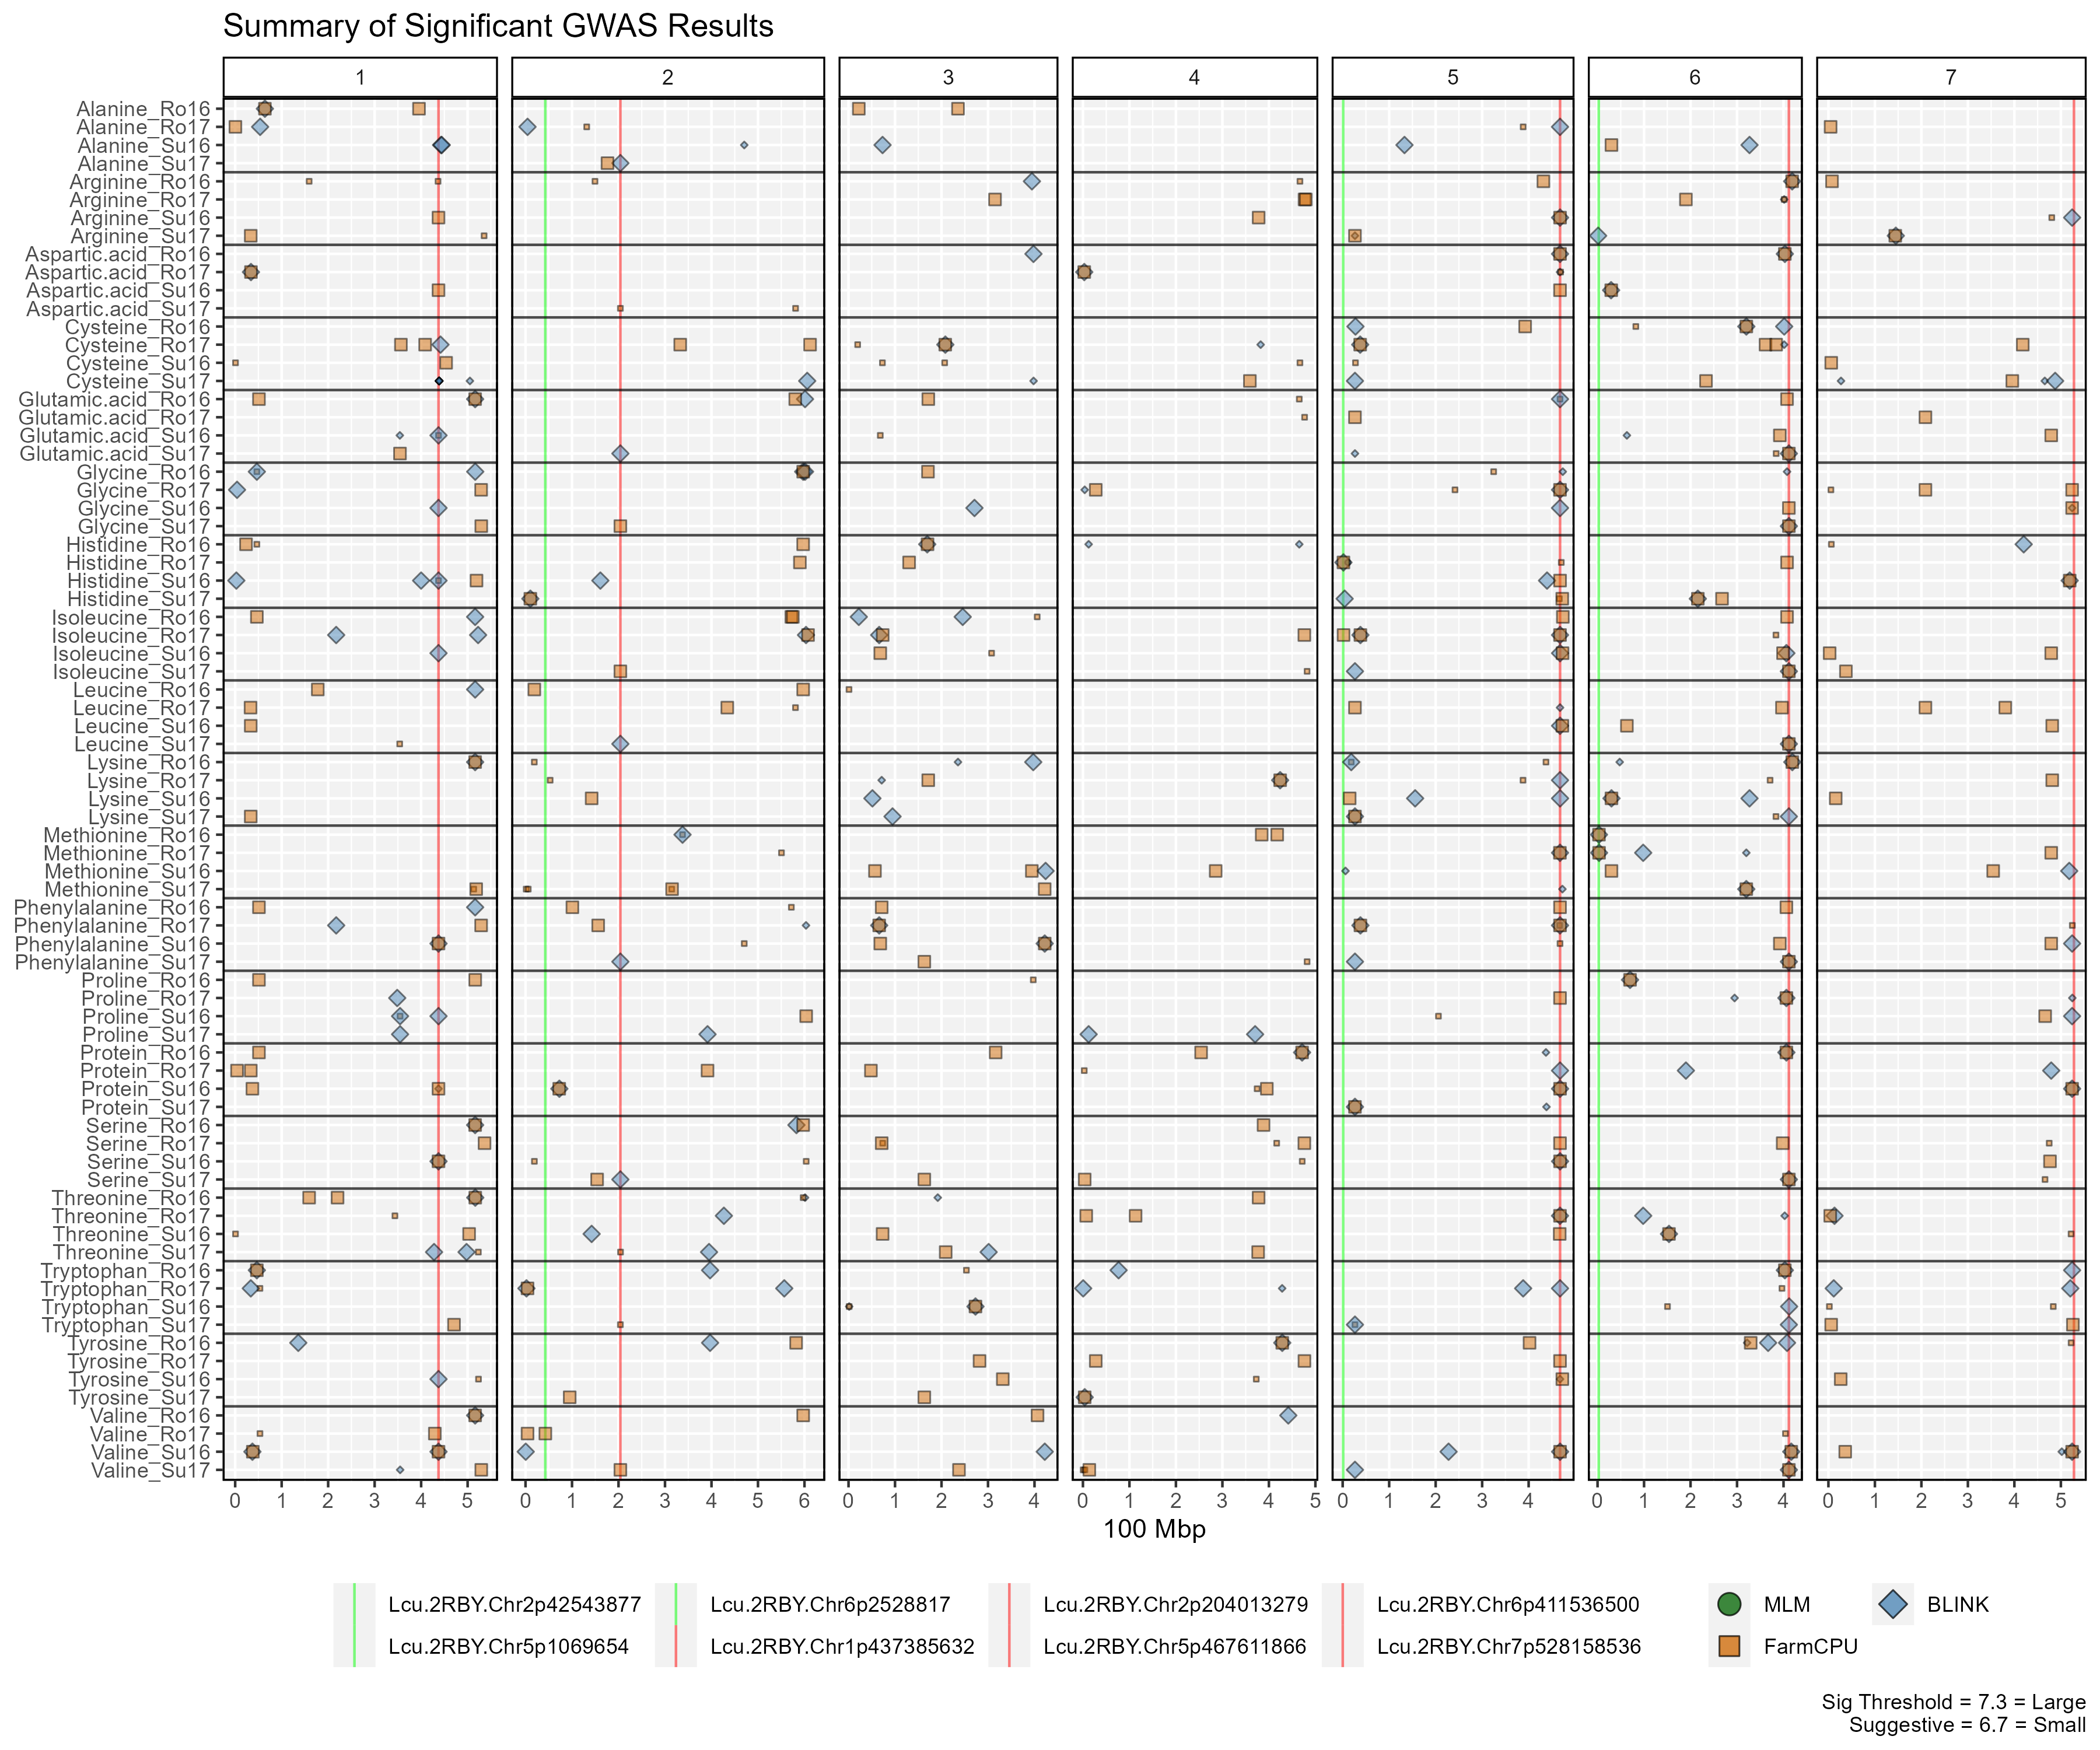 Summary of Significant GWAS Results
1 2 3 4 5 6 7
Alanine_Ro16
Alanine_Ro17
Alanine_Su16
Alanine_Su17
Arginine_Ro16
Arginine_Ro17
Arginine_Su16
Arginine_Su17
Aspartic.acid_Ro16
Aspartic.acid_Ro17
Aspartic.acid_Su16
Aspartic.acid_Su17
Cysteine_Ro16
Cysteine_Ro17
Cysteine_Su16
Cysteine_Su17
Glutamic.acid_Ro16
Glutamic.acid_Ro17
Glutamic.acid_Su16
Glutamic.acid_Su17
Glycine_Ro16
Glycine_Ro17
Glycine_Su16
Glycine_Su17
Histidine_Ro16
Histidine_Ro17
Histidine_Su16
Histidine_Su17
Isoleucine_Ro16
Isoleucine_Ro17
Isoleucine_Su16
Isoleucine_Su17
Leucine_Ro16
Leucine_Ro17
Leucine_Su16
Leucine_Su17
Lysine_Ro16
Lysine_Ro17
Lysine_Su16
Lysine_Su17
Methionine_Ro16
Methionine_Ro17
Methionine_Su16
Methionine_Su17
Phenylalanine_Ro16
Phenylalanine_Ro17
Phenylalanine_Su16
Phenylalanine_Su17
Proline_Ro16
Proline_Ro17
Proline_Su16
Proline_Su17
Protein_Ro16
Protein_Ro17
Protein_Su16
Protein_Su17
Serine_Ro16
Serine_Ro17
Serine_Su16
Serine_Su17
Threonine_Ro16
Threonine_Ro17
Threonine_Su16
Threonine_Su17
Tryptophan_Ro16
Tryptophan_Ro17
Tryptophan_Su16
Tryptophan_Su17
Tyrosine_Ro16
Tyrosine_Ro17
Tyrosine_Su16
Tyrosine_Su17
Valine_Ro16
Valine_Ro17
Valine_Su16
Valine_Su17
0 1 2 3 4 5 0 1 2 3 4 5 6 0 1 2 3 4 0 1 2 3 4 5 0 1 2 3 4 0 1 2 3 4 0 1 2 3 4 5
100 Mbp
Lcu.2RBY.Chr2p42543877 Lcu.2RBY.Chr6p2528817 Lcu.2RBY.Chr2p204013279 Lcu.2RBY.Chr6p411536500 MLM BLINK
Lcu.2RBY.Chr5p1069654 Lcu.2RBY.Chr1p437385632 Lcu.2RBY.Chr5p467611866 Lcu.2RBY.Chr7p528158536 FarmCPU
Sig Threshold = 7.3 = Large
Suggestive = 6.7 = Small